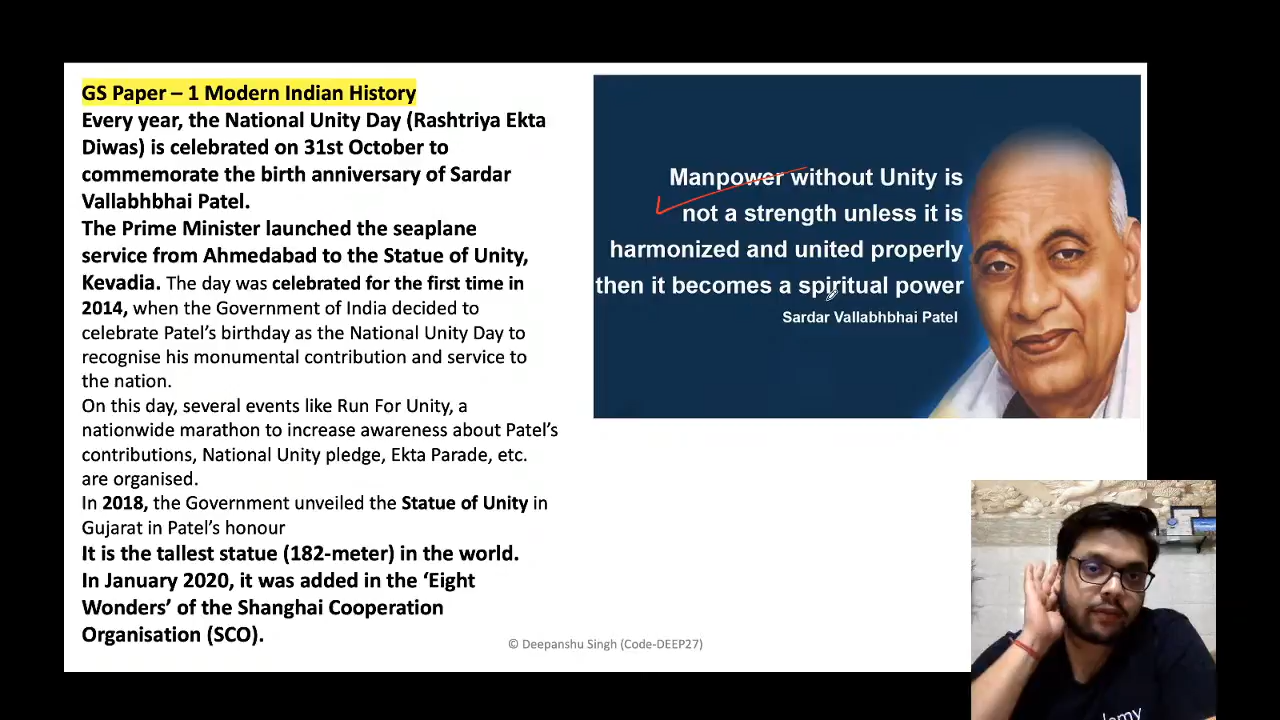 GS Paper – 1 Modern Indian History
Every year, the National Unity Day (Rashtriya Ekta
Diwas) is celebrated on 31st October to
commemorate the birth anniversary of Sardar
Vallabhbhai Patel.
The Prime Minister launched the seaplane
service from Ahmedabad to the Statue of Unity,
Kevadia. The day was celebrated for the first time in
2014, when the Government of India decided to
celebrate Patel’s birthday as the National Unity Day to
recognise his monumental contribution and service to
the nation.
On this day, several events like Run For Unity, a
nationwide marathon to increase awareness about Patel’s
contributions, National Unity pledge, Ekta Parade, etc.
are organised.
In 2018, the Government unveiled the Statue of Unity in
Gujarat in Patel’s honour
It is the tallest statue (182-meter) in the world.
In January 2020, it was added in the ‘Eight
Wonders’ of the Shanghai Cooperation
Organisation (SCO).
Manpower without Unity is
not a strength unless it is
harmonized and united properly
then it becomes a spiritual power
Sardar Vallabhbhai Patel
© Deepanshu Singh (Code-DEEP27)